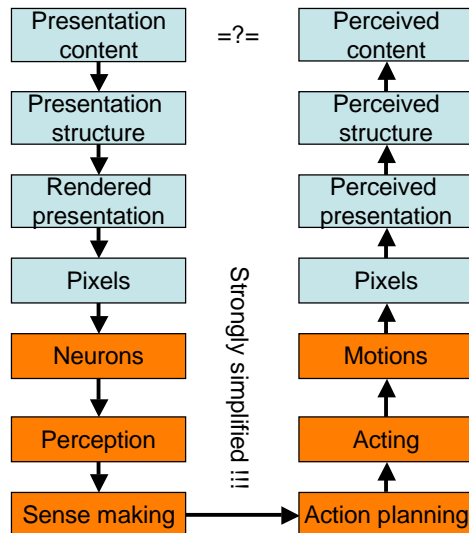 Presentation
content
=?=
Perceived
content
Presentation
structure
Perceived
structure
Rendered
presentation
Perceived
presentation
Pixels
Pixels
Strongly simplified !!!
Neurons
Motions
Perception
Acting
Sense making
Action planning